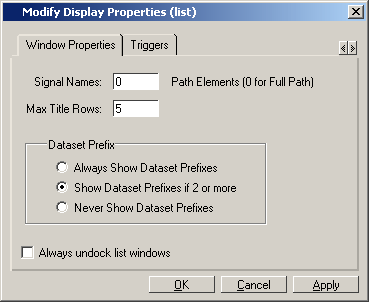 Modify Display Properties (list)
Window Properties Triggers
Signal Names: 0 Path Elements (0 for Full Path)
Max Title Rows: 5
Dataset Prefix
Always Show Dataset Prefixes
Show Dataset Prefixes if 2 or more
Never Show Dataset Prefixes
Always undock list windows
OK Cancel Apply